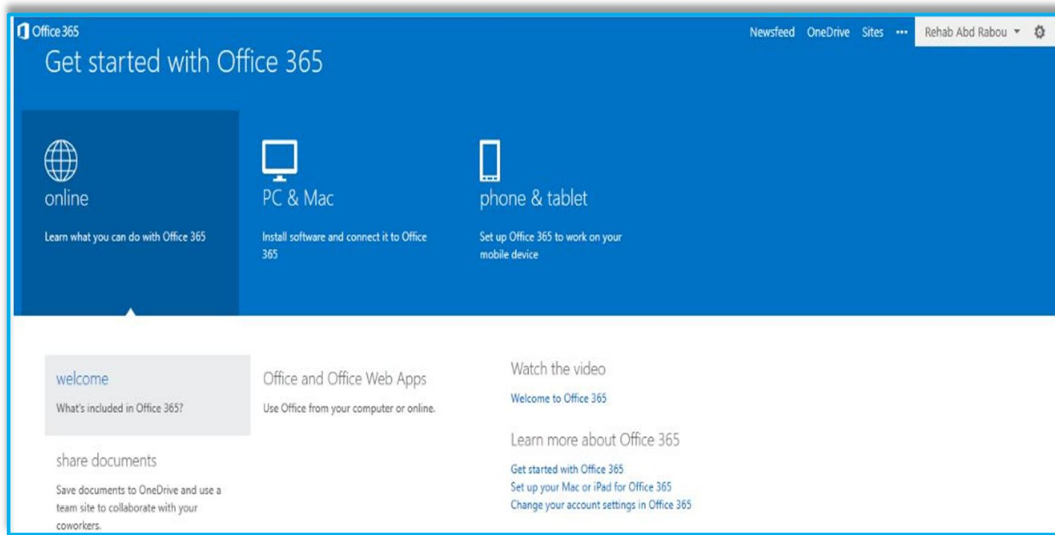 Office 365
Newsfeed OneDrive Sites ••• Rehab Abd Rabou
Get started with Office 365
online
Learn what you can do with Office 365
PC & Mac
Install software and connect it to Office
365
phone & tablet
Set up Office 365 to work on your
mobile device
welcome
What's included in Office 365?
share documents
Save documents to OneDrive and use a
team site to collaborate with your
coworkers.
Office and Office Web Apps
Use Office from your computer or online.
Watch the video
Welcome to Office 365
Learn more about Office 365
Get started with Office 365
Set up your Mac or iPad for Office 365
Change your account settings in Office 365